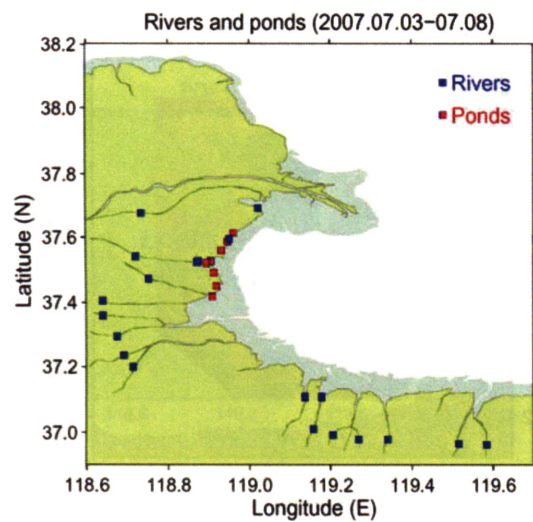 Rivers and ponds (2007.07.03−07.08)
38.2
Rivers
38.0
Ponds
37.8
Latitude (N)
37.6
37.4
37.2
37.0
118.6 118.8 119.0 119.2 119.4 119.6
Longitude (E)